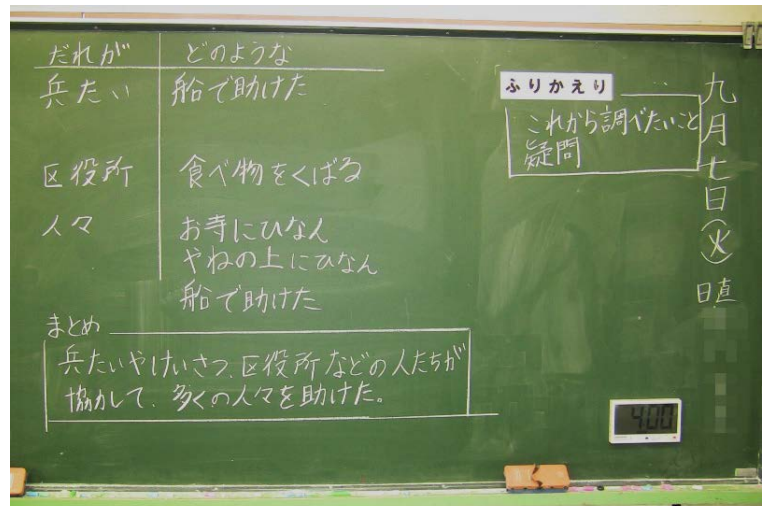 だれが どのような
兵たい 船で助けた
区役所 食べ物をくばる
人々 お寺にひなん
やねの上にひなん
船で助けた
まとめ
兵たいやけいさつ、区役所などの人たちが
協力して、多くの人々を助けた。
ふりかえり
これから調べたいこと
疑問
九月七日(火)
日直
4:00